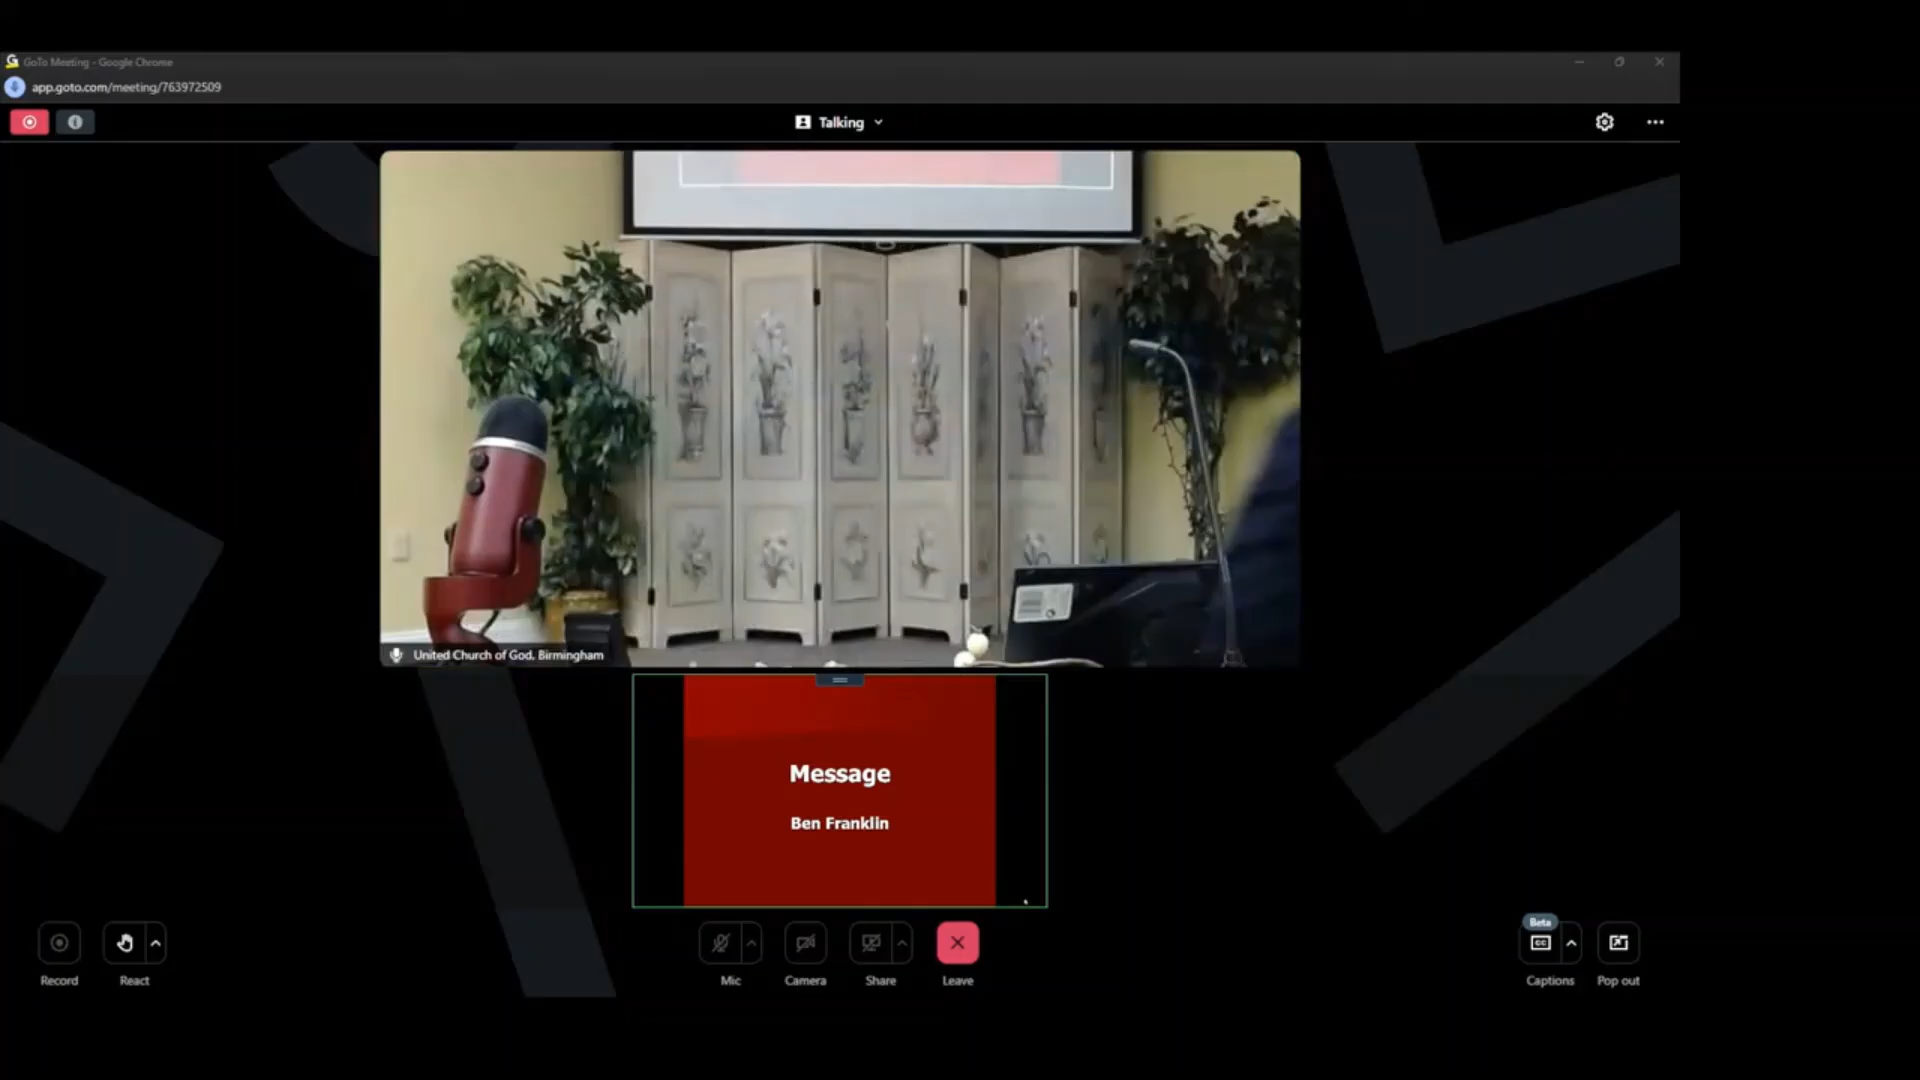 GoTo Meeting - Google Chrome
app.goto.com/meeting/763972509
Talking
United Church of God, Birmingham
Message
Ben Franklin
Record
React
Mic
Camera
Share
Leave
Beta
CC
Captions
Pop out